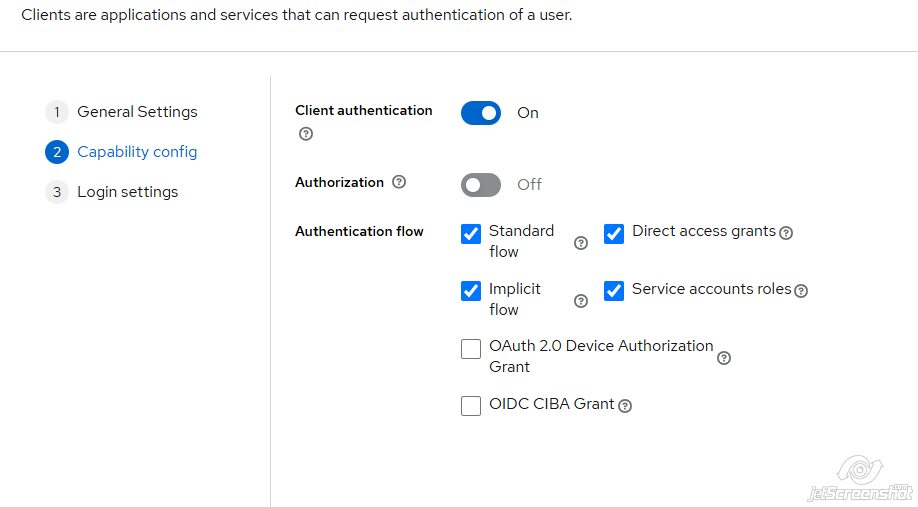 Clients are applications and services that can request authentication of a user.
1 General Settings
2 Capability config
3 Login settings
Client authentication
?
On
Authorization ?
Off
Authentication flow
Standard
flow ?
Direct access grants ?
Implicit
flow ?
Service accounts roles ?
OAuth 2.0 Device Authorization
Grant ?
OIDC CIBA Grant ?
jetScreenshot.com